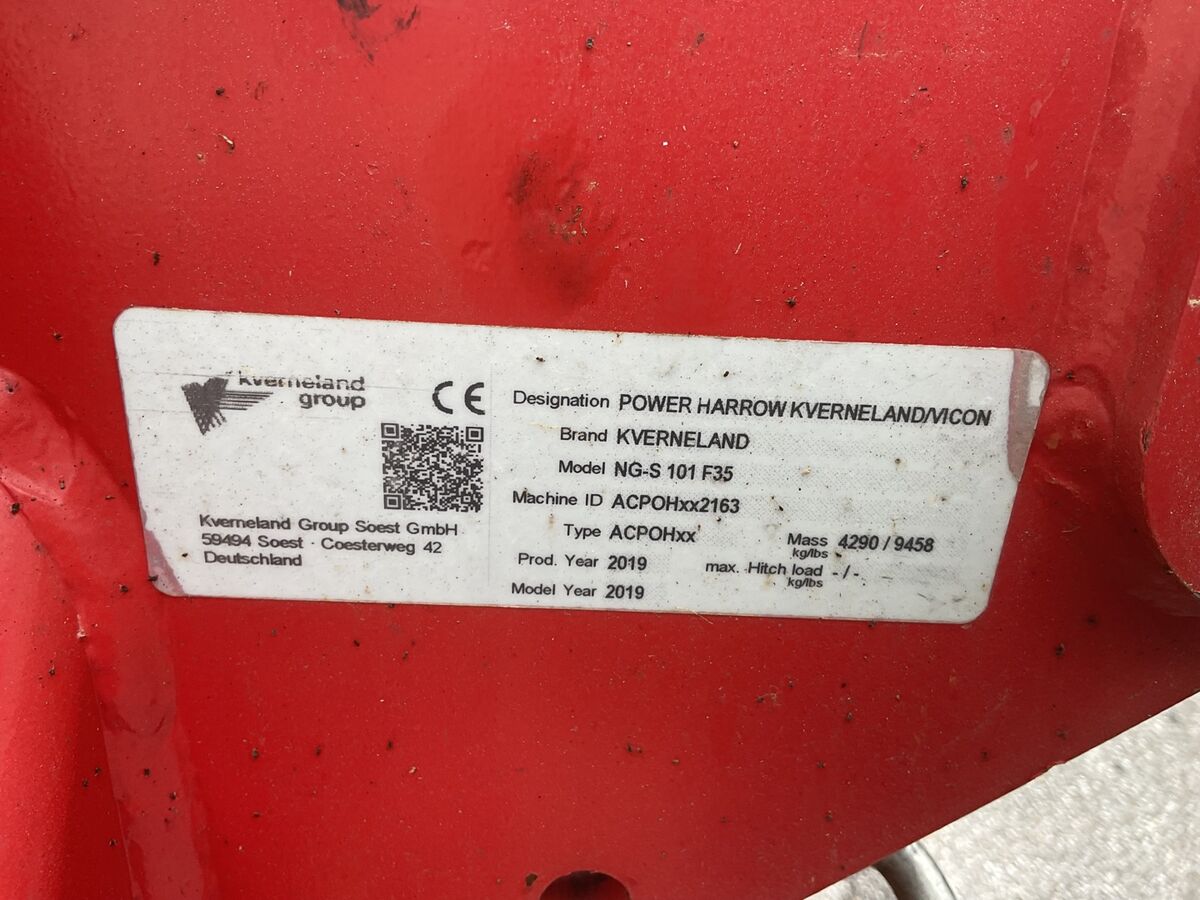 kverneland
group
CE
Kverneland Group Soest GmbH
59494 Soest · Coesterweg 42
Deutschland
Designation POWER HARROW KVERNELAND/VICON
Brand KVERNELAND
Model NG-S 101 F35
Machine ID ACPOHxx2163
Type ACPOHxx
Mass kg/lbs 4290 / 9458
Prod. Year 2019
max. Hitch load kg/lbs - / -
Model Year 2019